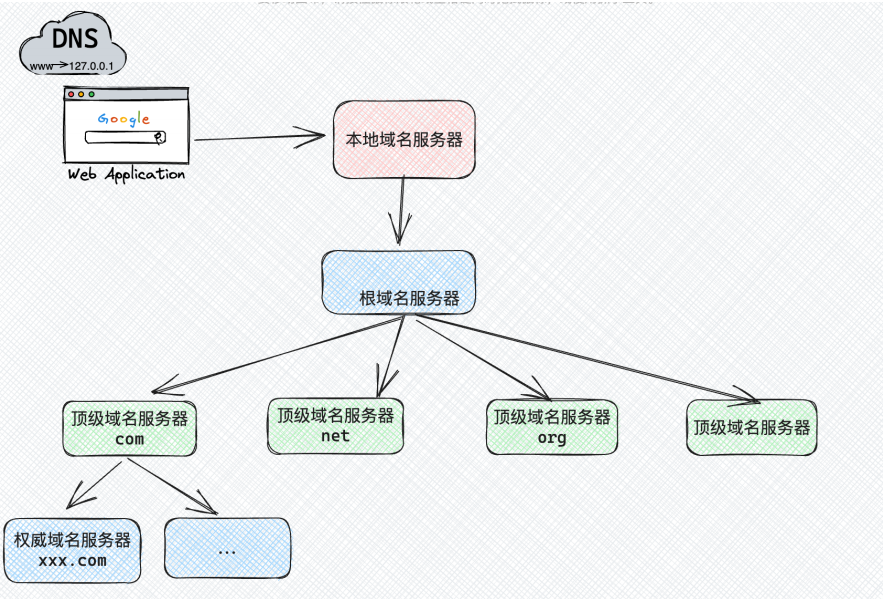 DNS
www→127.0.0.1
Google
Web Application
本地域名服务器
根域名服务器
顶级域名服务器
com
顶级域名服务器
net
顶级域名服务器
org
顶级域名服务器
权威域名服务器
xxx.com
...